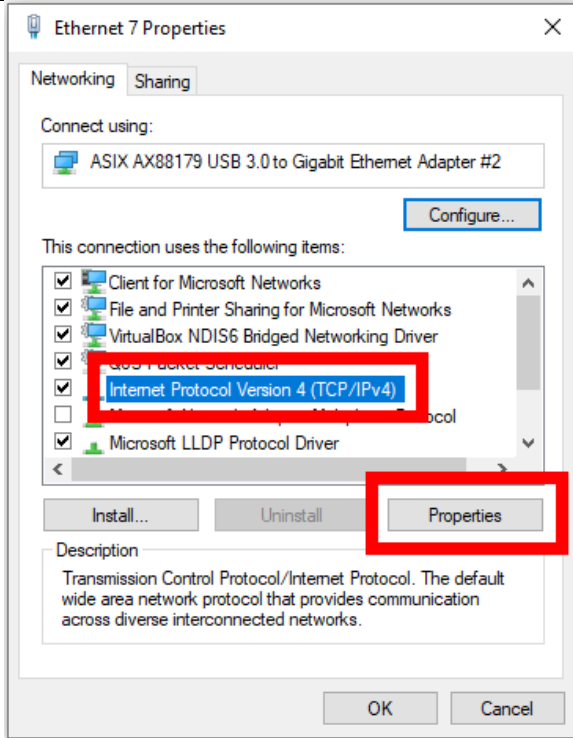 Ethernet 7 Properties
Networking
Sharing
Connect using:
ASIX AX88179 USB 3.0 to Gigabit Ethernet Adapter #2
Configure...
This connection uses the following items:
Client for Microsoft Networks
File and Printer Sharing for Microsoft Networks
VirtualBox NDIS6 Bridged Networking Driver
QoS Packet Scheduler
Internet Protocol Version 4 (TCP/IPv4)
Microsoft LLDP Protocol Driver
Install...
Uninstall
Properties
Description
Transmission Control Protocol/Internet Protocol. The default
wide area network protocol that provides communication
across diverse interconnected networks.
OK
Cancel